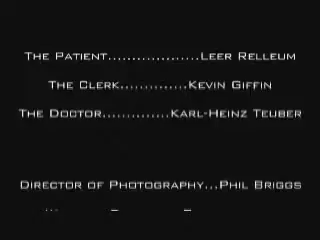 The Patient...................Leer Relleum
The Clerk..............Kevin Giffin
The Doctor..............Karl-Heinz Teuber
Director of Photography...Phil Briggs